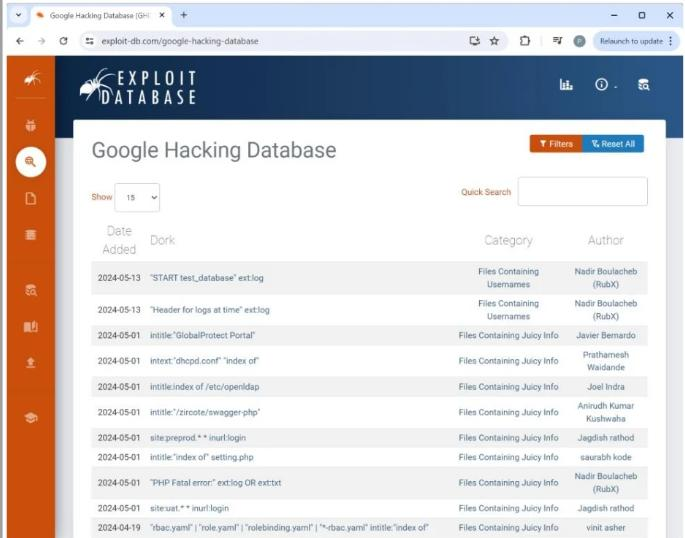 Google Hacking Database (GHD
exploit-db.com/google-hacking-database
Relaunch to update
EXPLOIT
DATABASE
Google Hacking Database
Filters
Reset All
Show 15
Quick Search
Date Added Dork Category Author
2024-05-13 "START test_database" ext:log Files Containing Usernames Nadir Boulacheb (RubX)
2024-05-13 "Header for logs at time" ext:log Files Containing Usernames Nadir Boulacheb (RubX)
2024-05-01 intitle:"GlobalProtect Portal" Files Containing Juicy Info Javier Bernardo
2024-05-01 intext:"dhcpd.conf" "index of" Files Containing Juicy Info Prathamesh Waidande
2024-05-01 intitle:index of /etc/openldap Files Containing Juicy Info Joel Indra
2024-05-01 intitle:"/zircote/swagger-php" Files Containing Juicy Info Anirudh Kumar Kushwaha
2024-05-01 site:preprod.* * inurl:login Files Containing Juicy Info Jagdish rathod
2024-05-01 intitle:"index of" setting.php Files Containing Juicy Info saurabh kode
2024-05-01 "PHP Fatal error:" ext:log OR ext:txt Files Containing Juicy Info Nadir Boulacheb (RubX)
2024-05-01 site:uat.* * inurl:login Files Containing Juicy Info Jagdish rathod
2024-04-19 "rbac.yaml" | "role.yaml" | "rolebinding.yaml" | "*-rbac.yaml" intitle:"index of" Files Containing Juicy Info vinit asher